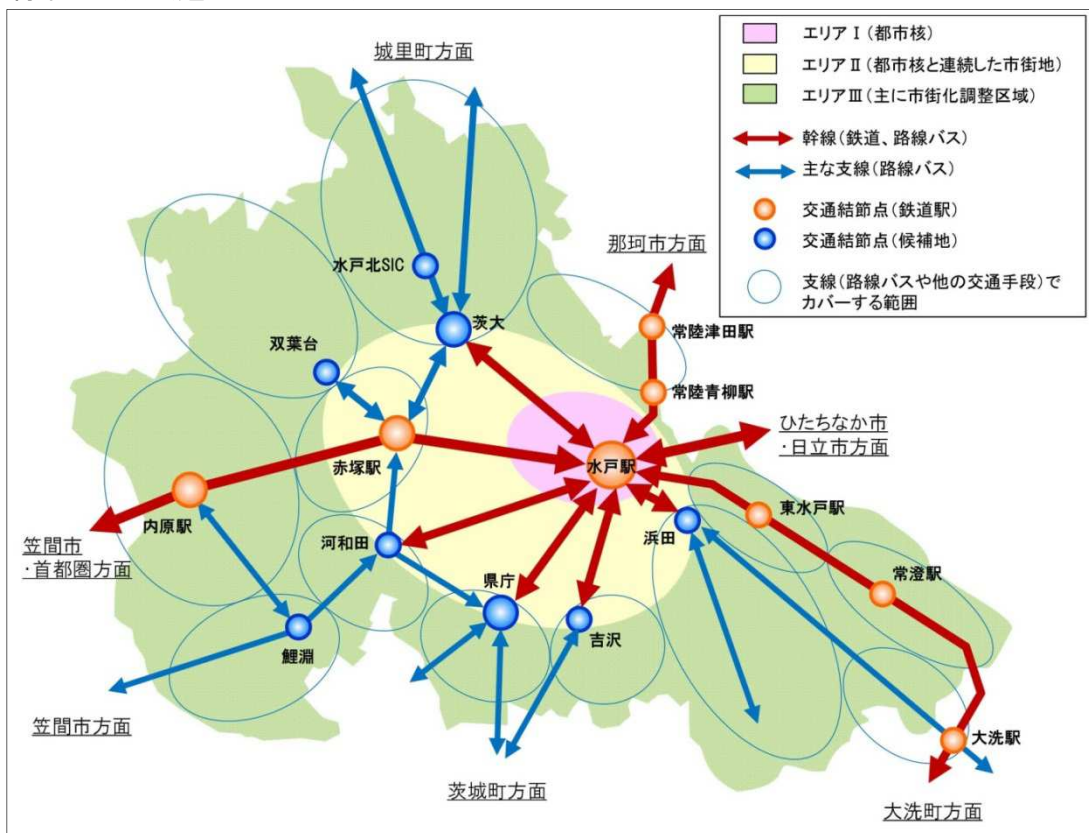 城里町方面
エリアⅠ(都市核)
エリアⅡ(都市核と連続した市街地)
エリアⅢ(主に市街化調整区域)
幹線(鉄道、路線バス)
主な支線(路線バス)
交通結節点(鉄道駅)
交通結節点(候補地)
支線(路線バスや他の交通手段)で
カバーする範囲
那珂市方面
水戸北SIC
茨大
常陸津田駅
双葉台
常陸青柳駅
ひたちなか市
・日立市方面
赤塚駅
水戸駅
内原駅
東水戸駅
浜田
笠間市
・首都圏方面
河和田
常澄駅
県庁
吉沢
鯉淵
笠間市方面
大洗駅
茨城町方面
大洗町方面